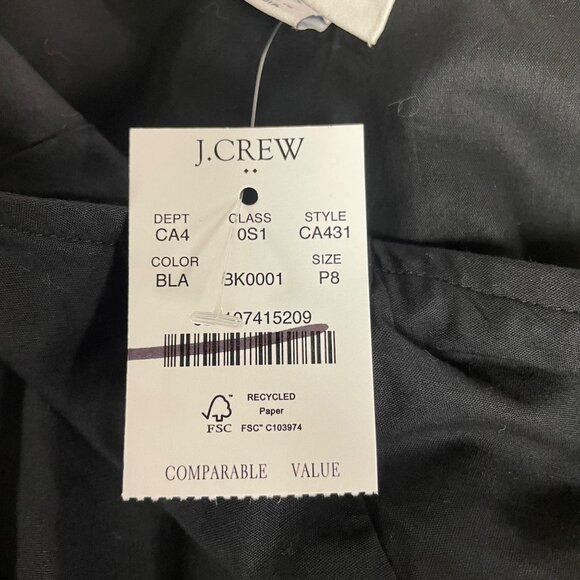 J.CREW
DEPT CLASS STYLE
CA4 0S1 CA431
COLOR SIZE
BLA BK0001 P8
107415209
FSC
RECYCLED
Paper
FSC™ C103974
COMPARABLE VALUE